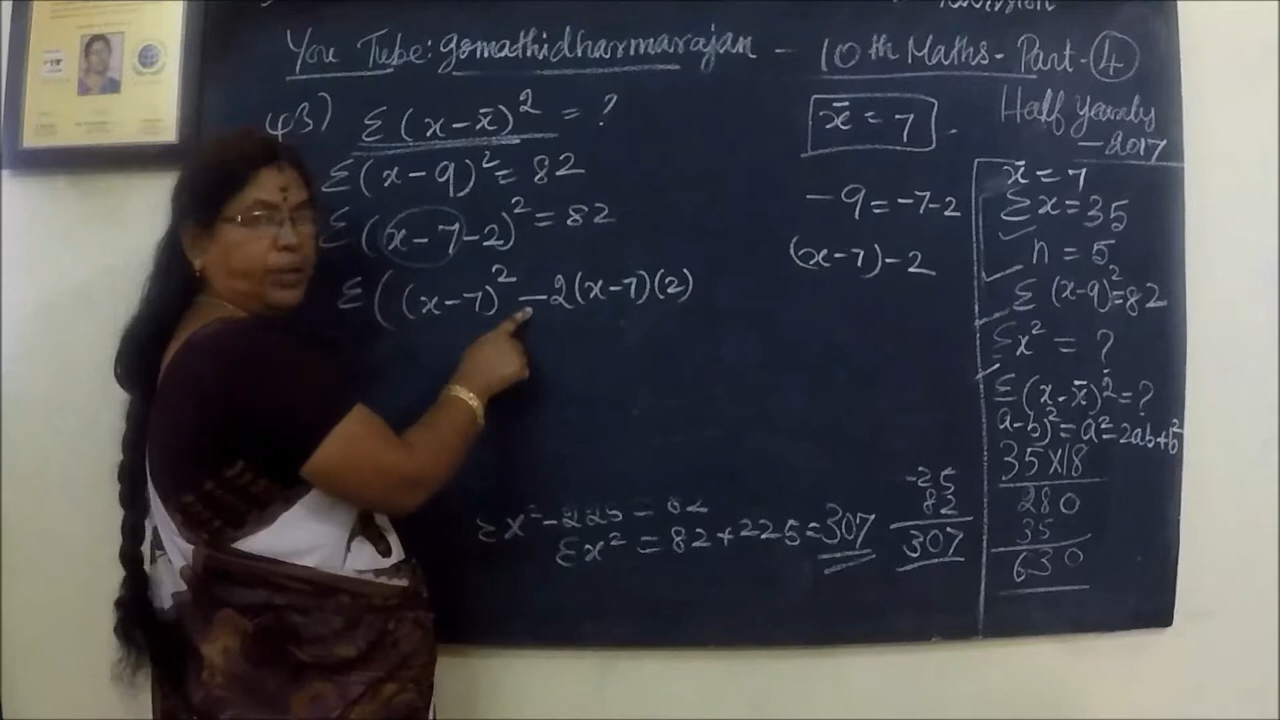 You Tube: gomathidharmarajan - 10th Maths - Part - 4
43) Σ(x-x̄)² = ?
Σ(x-9)² = 82
Σ(x-7-2)² = 82
Σ((x-7)² - 2(x-7)(2)
x̄ = 7
-9 = -7-2
(x-7)-2
Σx² - 225 = 82
Σx² = 82 + 225 = 307
82
307
Half Yearly
- 2017
x̄ = 7
Σx = 35
n = 5
Σ(x-9)² = 82
Σx² = ?
Σ(x-x̄)² = ?
a-b)² = a² - 2ab + b²
35 X 18
280
35
630